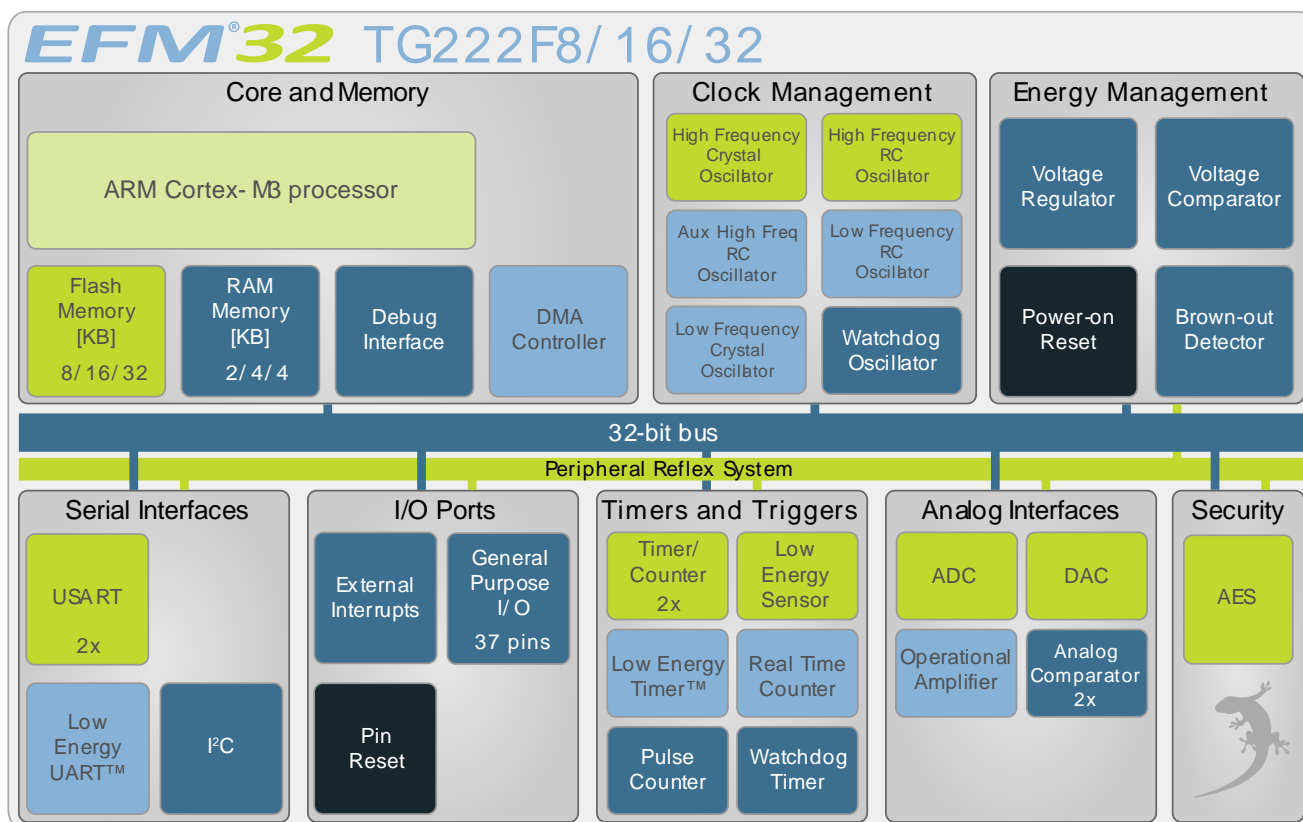 EFM®32 TG222F8/16/32
Core and Memory
ARM Cortex-M3 processor
Flash
Memory
[KB]
8/16/32
RAM
Memory
[KB]
2/4/4
Debug
Interface
DMA
Controller
Clock Management
High Frequency
Crystal
Oscillator
High Frequency
RC
Oscillator
Aux High Freq
RC
Oscillator
Low Frequency
RC
Oscillator
Low Frequency
Crystal
Oscillator
Watchdog
Oscillator
Energy Management
Voltage
Regulator
Voltage
Comparator
Power-on
Reset
Brown-out
Detector
32-bit bus
Peripheral Reflex System
Serial Interfaces
USART
2x
Low
Energy
UART™
I²C
I/O Ports
External
Interrupts
General
Purpose
I/O
37 pins
Pin
Reset
Timers and Triggers
Timer/
Counter
2x
Low
Energy
Sensor
Low Energy
Timer™
Real Time
Counter
Pulse
Counter
Watchdog
Timer
Analog Interfaces
ADC
DAC
Operational
Amplifier
Analog
Comparator
2x
Security
AES